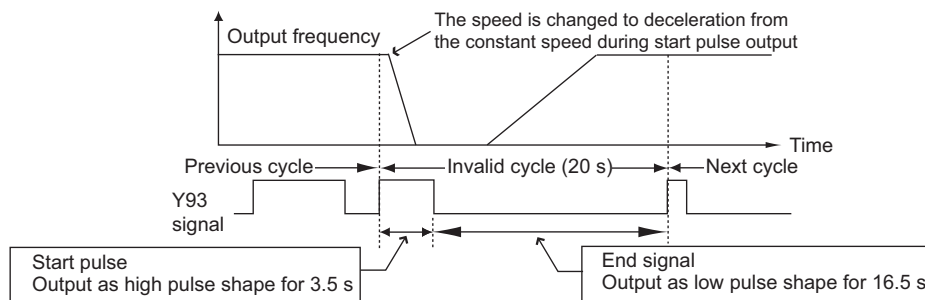 Output frequency
The speed is changed to deceleration from
the constant speed during start pulse output
Time
Previous cycle
Invalid cycle (20 s)
Next cycle
Y93
signal
Start pulse
Output as high pulse shape for 3.5 s
End signal
Output as low pulse shape for 16.5 s